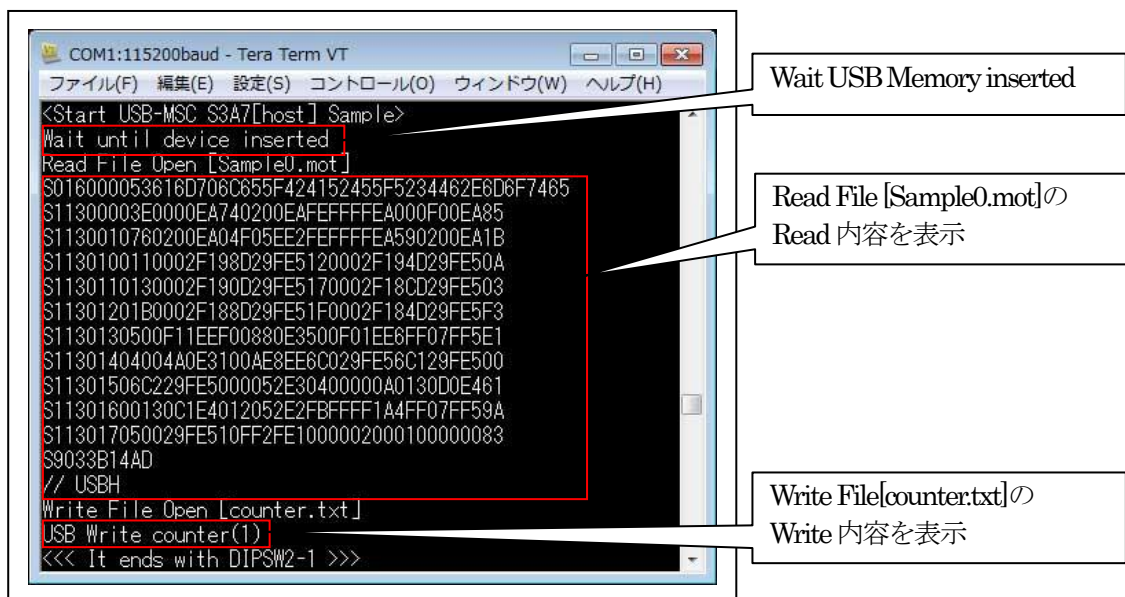 COM1:115200baud - Tera Term VT
ファイル(F) 編集(E) 設定(S) コントロール(O) ウィンドウ(W) ヘルプ(H)
<Start USB-MSC S3A7[host] Sample>
Wait until device inserted
Read File Open [Sample0.mot]
S016000053616D706C655F424152455F5234462E6D6F7465
S11300003E0000EA740200EAFEFFFFEA000F00EA85
S1130010760200EA04F05EE2FEFFFFEA590200EA1B
S11301001​10002F198D29FE5120002F194D29FE50A
S113011013​0002F190D29FE5170002F18CD29FE503
S11301201B0002F188D29FE51F0002F184D29FE5F3
S1130130500F11EEF00880E3500F01EE6FF07FF5E1
S11301404004A0E3100AE8EE6C029FE56C129FE500
S11301506C229FE5000052E30400000A0130D0E461
S11301600130C1E4012052E2FBFFFF1A4FF07FF59A
S113017050029FE510FF2FE1000002000100000083
S9033B14AD
// USBH
Write File Open [counter.txt]
USB Write counter(1)
<<< It ends with DIPSW2-1 >>>
Wait USB Memory inserted
Read File [Sample0.mot]の
Read 内容を表示
Write File[counter.txt]の
Write 内容を表示